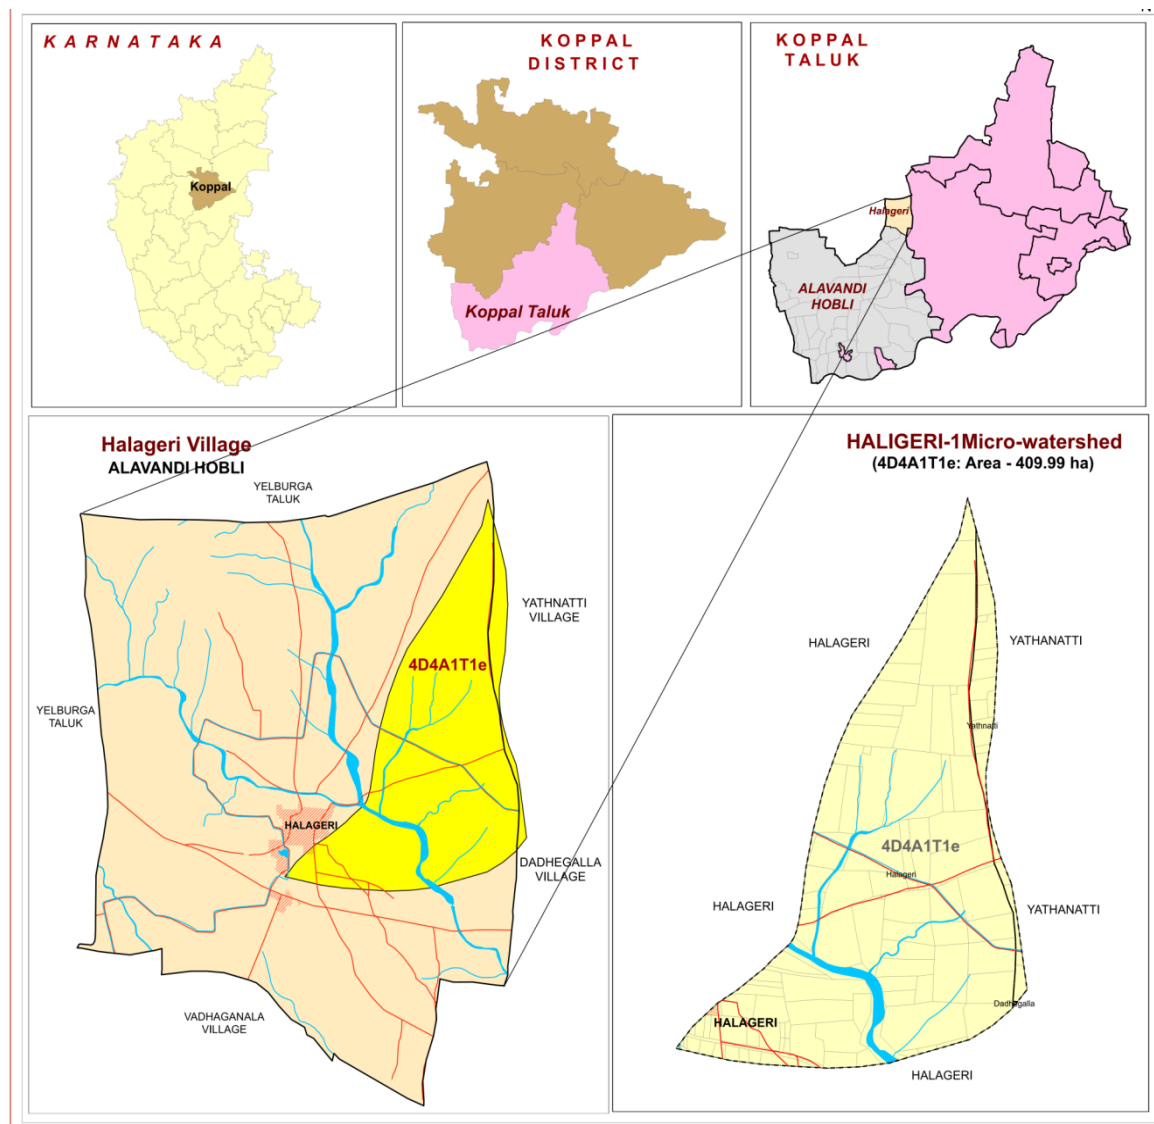 KARNATAKA
Koppal
KOPPAL
DISTRICT
Koppal Taluk
KOPPAL
TALUK
Halageri
ALAVANDI
HOBLI
Halageri Village
ALAVANDI HOBLI
YELBURGA
TALUK
YATHNATTI
VILLAGE
4D4A1T1e
YELBURGA
TALUK
HALAGERI
DADHEGALLA
VILLAGE
VADHAGANALA
VILLAGE
HALIGERI-1Micro-watershed
(4D4A1T1e: Area - 409.99 ha)
HALAGERI
YATHANATTI
Yathnatti
4D4A1T1e
Halageri
HALAGERI
YATHANATTI
Dadhegalla
HALAGERI
HALAGERI